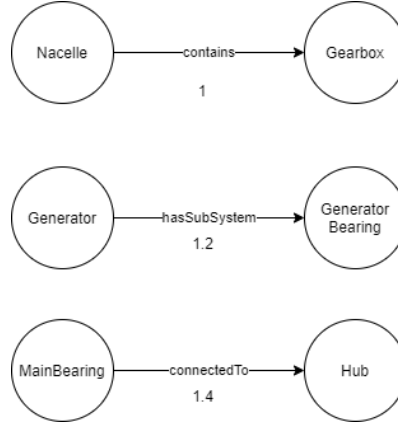 Nacelle contains Gearbox
1
Generator hasSubSystem Generator
Bearing
1.2
MainBearing connectedTo Hub
1.4